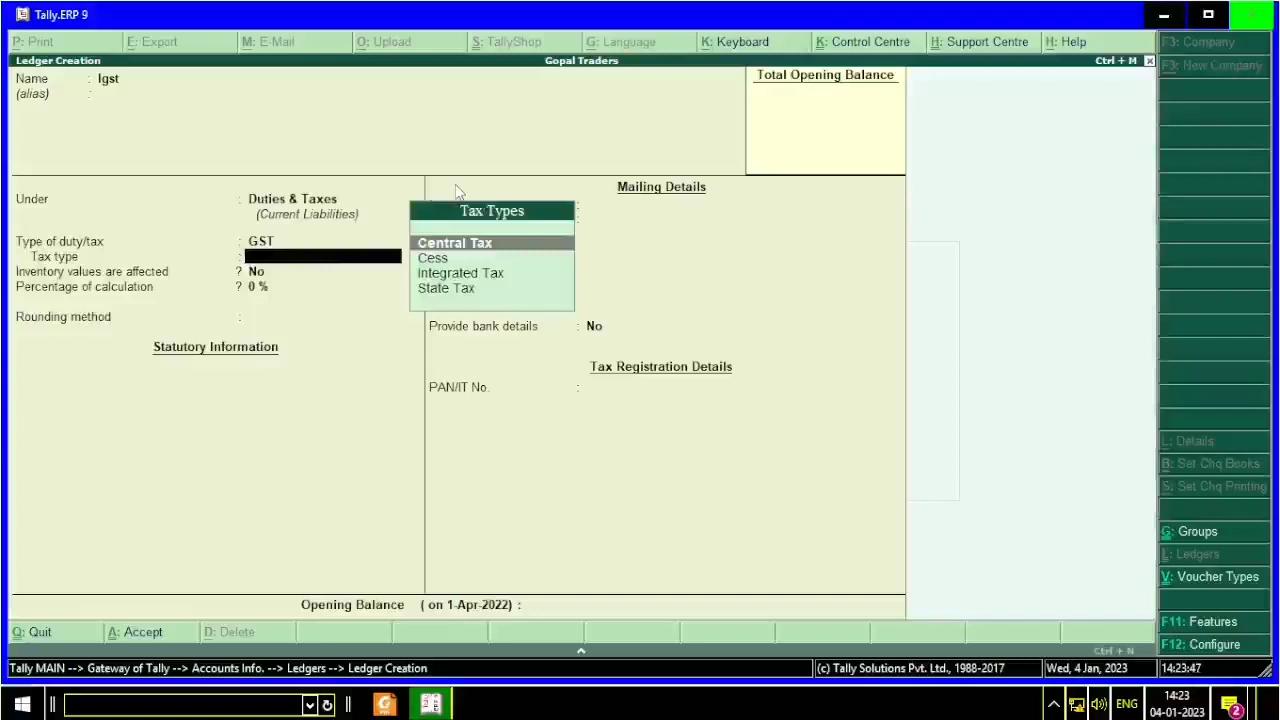 Tally.ERP 9
P: Print
E: Export
M: E-Mail
O: Upload
S: TallyShop
G: Language
K: Keyboard
K: Control Centre
H: Support Centre
H: Help
F3: Company
Ledger Creation
Gopal Traders
Ctrl + M
F3: New Company
Name : Igst
(alias) :
Total Opening Balance
Under : Duties & Taxes
(Current Liabilities)
Type of duty/tax : GST
Tax type :
Inventory values are affected ? No
Percentage of calculation ? 0 %
Rounding method :
Statutory Information
Mailing Details
Tax Types
Central Tax
Cess
Integrated Tax
State Tax
Provide bank details : No
Tax Registration Details
PAN/IT No. :
L: Details
B: Set Chq Books
S: Set Chq Printing
G: Groups
L: Ledgers
V: Voucher Types
F11: Features
F12: Configure
Opening Balance ( on 1-Apr-2022) :
Q: Quit
A: Accept
D: Delete
Ctrl + N
Tally MAIN --> Gateway of Tally --> Accounts Info. --> Ledgers --> Ledger Creation
(c) Tally Solutions Pvt. Ltd., 1988-2017
Wed, 4 Jan, 2023
14:23:47
ENG
14:23
04-01-2023
2